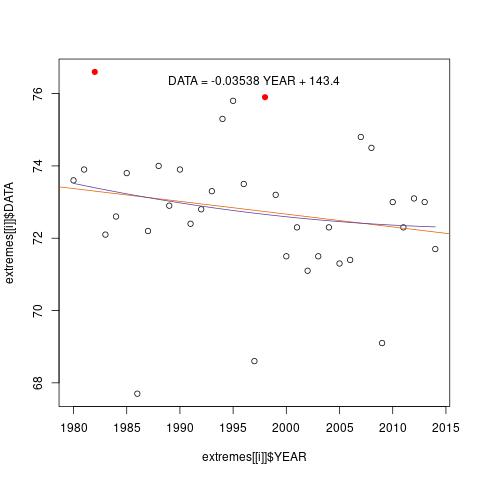 DATA = -0.03538 YEAR + 143.4
76
74
72
70
68
extremes[[i]]$DATA
1980 1985 1990 1995 2000 2005 2010 2015
extremes[[i]]$YEAR